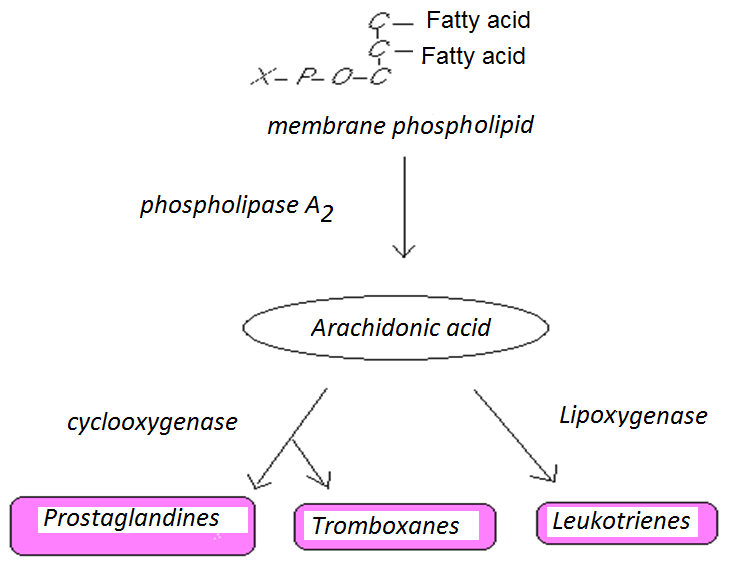 C— Fatty acid
C— Fatty acid
X— P— O— C
membrane phospholipid
phospholipase A2
Arachidonic acid
cyclooxygenase
Lipoxygenase
Prostaglandines
Tromboxanes
Leukotrienes